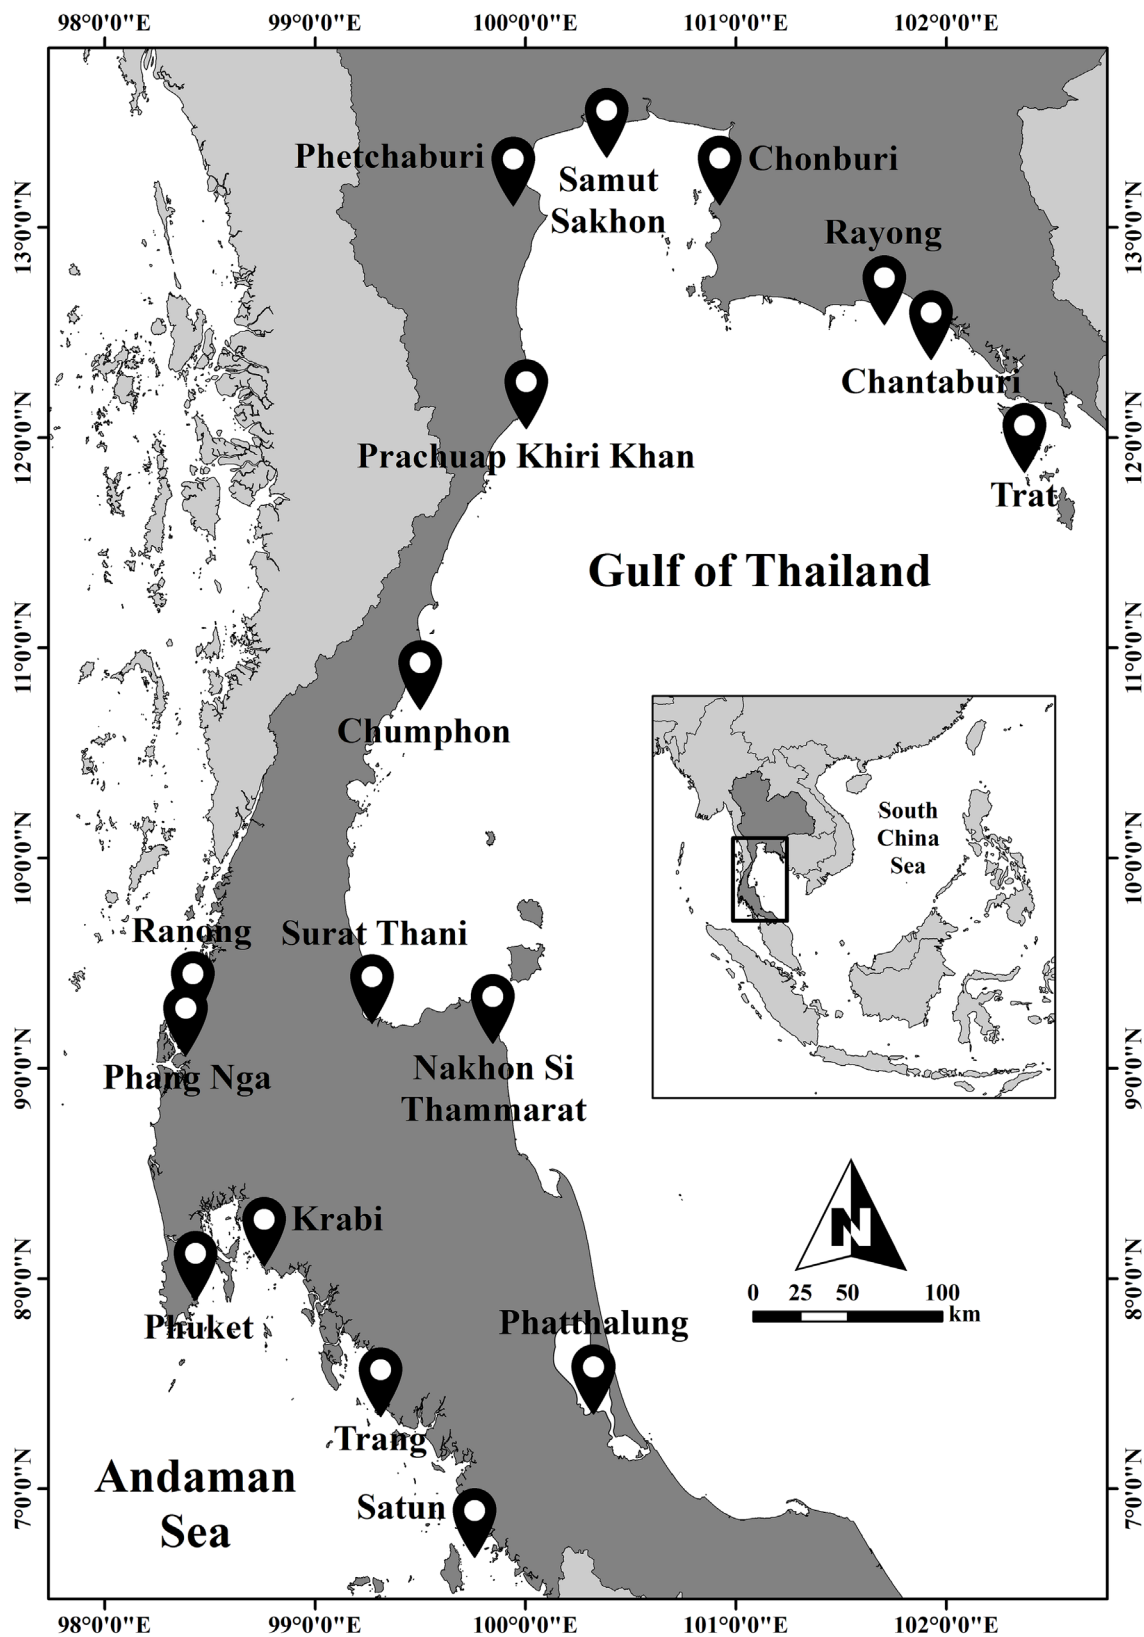 98°0'0"E 99°0'0"E 100°0'0"E 101°0'0"E 102°0'0"E
Phetchaburi
Samut
Sakhon
Chonburi
13°0'0"N
13°0'0"N
Rayong
Chantaburi
Prachuap Khiri Khan
12°0'0"N
12°0'0"N
Trat
Gulf of Thailand
11°0'0"N
11°0'0"N
Chumphon
South
China
Sea
10°0'0"N
10°0'0"N
Ranong
Surat Thani
Phang Nga
Nakhon Si
Thammarat
9°0'0"N
9°0'0"N
Krabi
N
8°0'0"N
8°0'0"N
0 25 50 100
km
Phuket
Phatthalung
Trang
Andaman
Sea
Satun
7°0'0"N
7°0'0"N
98°0'0"E 99°0'0"E 100°0'0"E 101°0'0"E 102°0'0"E